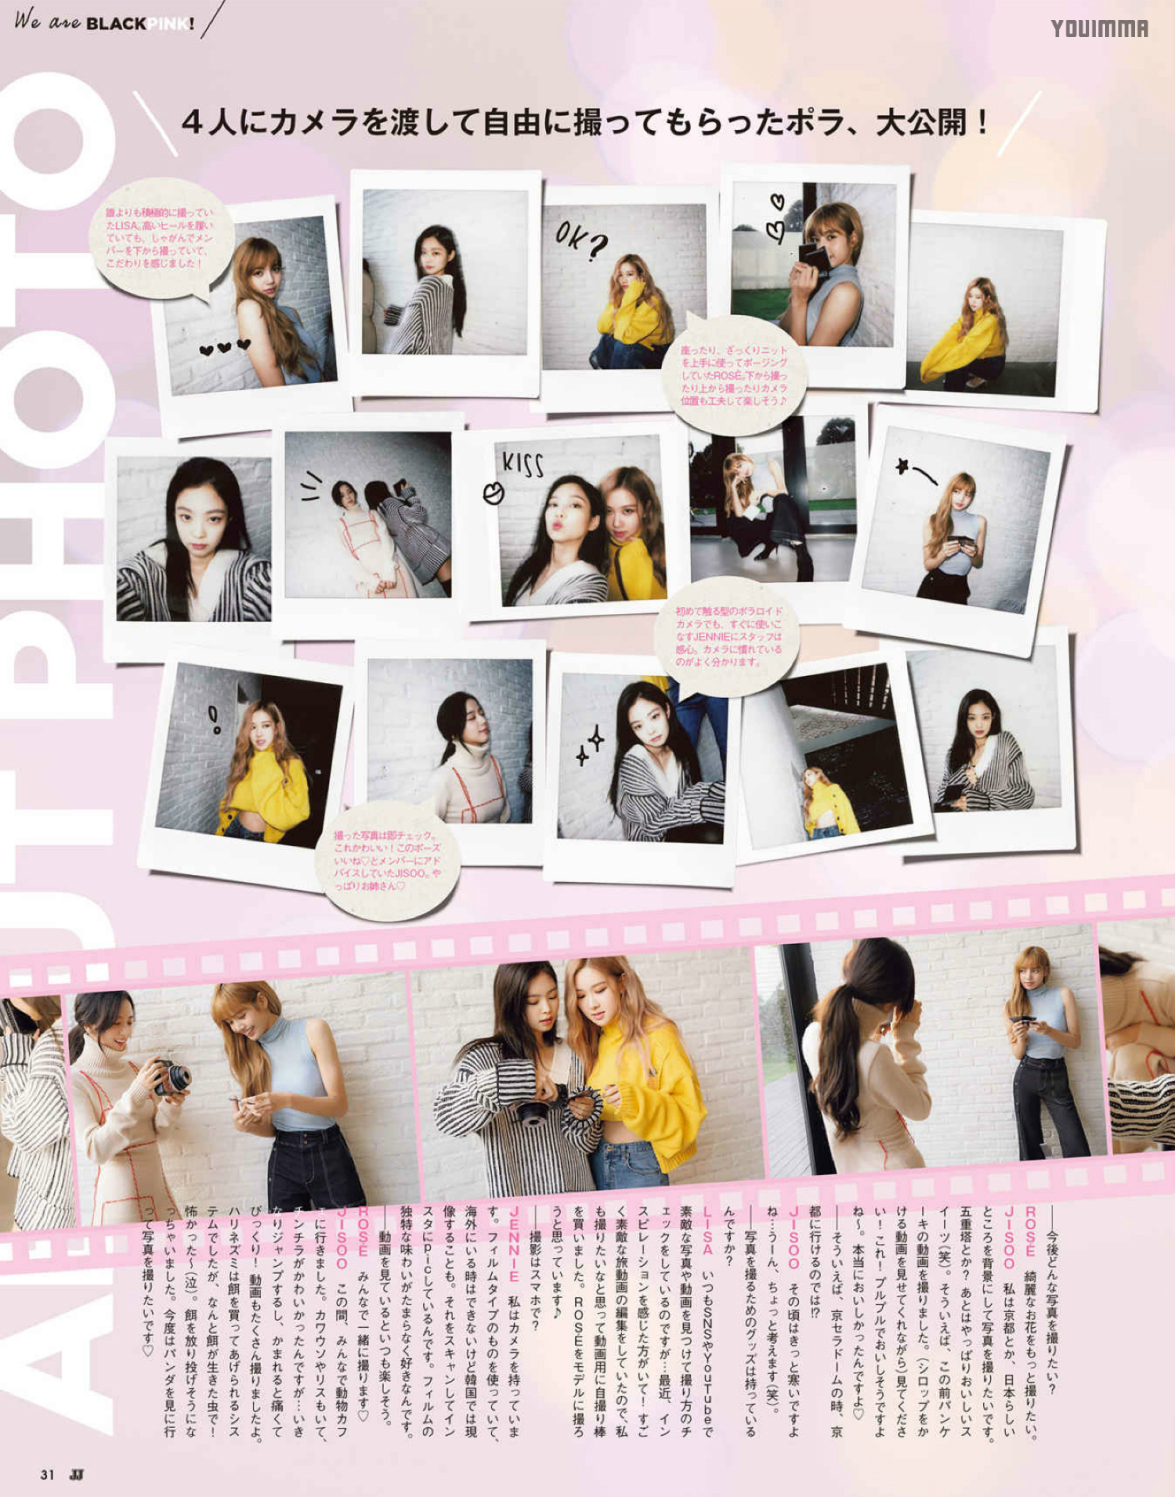 We are BLACKPINK!
YOUIMMA
４人にカメラを渡して自由に撮ってもらったポラ、大公開！
誰よりも積極的に撮ってい
たLISA。高いヒールを履い
ていても、しゃがんでメン
バーを下から撮っていて、
こだわりを感じました！
OK?
座ったり、ざっくりニット
を上手に使ってポージング
していたROSÉ。下から撮っ
たり上から撮ったりカメラ
位置も工夫して楽しそう♪
KISS
初めて触る型のポラロイド
カメラでも、すぐに使いこ
なすJENNIEにスタッフは
感心。カメラに慣れている
のがよく分かります。
撮った写真は即チェック。
これかわいい！このポーズ
いいね♡とメンバーにアド
バイスしていたJISOO。や
っぱりお姉さん♡
ABOUT PHOTO
──今後どんな写真を撮りたい？
ROSÉ　綺麗なお花をもっと撮りたい。
JISOO　私は京都とか、日本らしい
ところを背景にして写真を撮りたいです。
五重塔とか？あとはやっぱりおいしいス
イーツ(笑)。そういえば、この前パンケ
ーキの動画を撮りました。(シロップをか
ける動画を見せてくれながら)見てくださ
い！これ！プルプルでおいしそうですよ
ね〜。本当においしかったんですよ♡
──そういえば、京セラドームの時、京
都に行けるのでは!?
JISOO　その頃はきっと寒いですよ
ね…うーん、ちょっと考えます(笑)。
──写真を撮るためのグッズは持っている
んですか？
LISA　いつもSNSやYouTubeで
素敵な写真や動画を見つけて撮り方のチ
ェックをしているのですが…最近、イン
スピレーションを感じた方がいて！すご
く素敵な旅動画の編集をしていたので、私
も撮りたいなと思って動画用に自撮り棒
を買いました。ROSÉをモデルに撮ろ
うと思っています♪
──撮影はスマホで？
JENNIE　私はカメラを持っていま
す。フィルムタイプのものを使っていて、
海外にいる時はできないけど韓国では現
像することも。それをスキャンしてイン
スタにpicしているんです。フィルムの
独特な味わいがたまらなく好きなんです。
──動画を見ているといつも楽しそう。
ROSÉ　みんなで一緒に撮ります♡
JISOO　この間、みんなで動物カフ
ェに行きました。カワウソやリスもいて、
チンチラがかわいかったんですが…いき
なりジャンプするし、かまれると痛くて
びっくり！動画もたくさん撮りましたよ。
ハリネズミは餌を買ってあげられるシス
テムでしたが、なんと餌が生きた虫で！
怖かった〜(泣)。餌を放り投げそうにな
っちゃいました。今度はパンダを見に行
って写真を撮りたいです♡
31 JJ